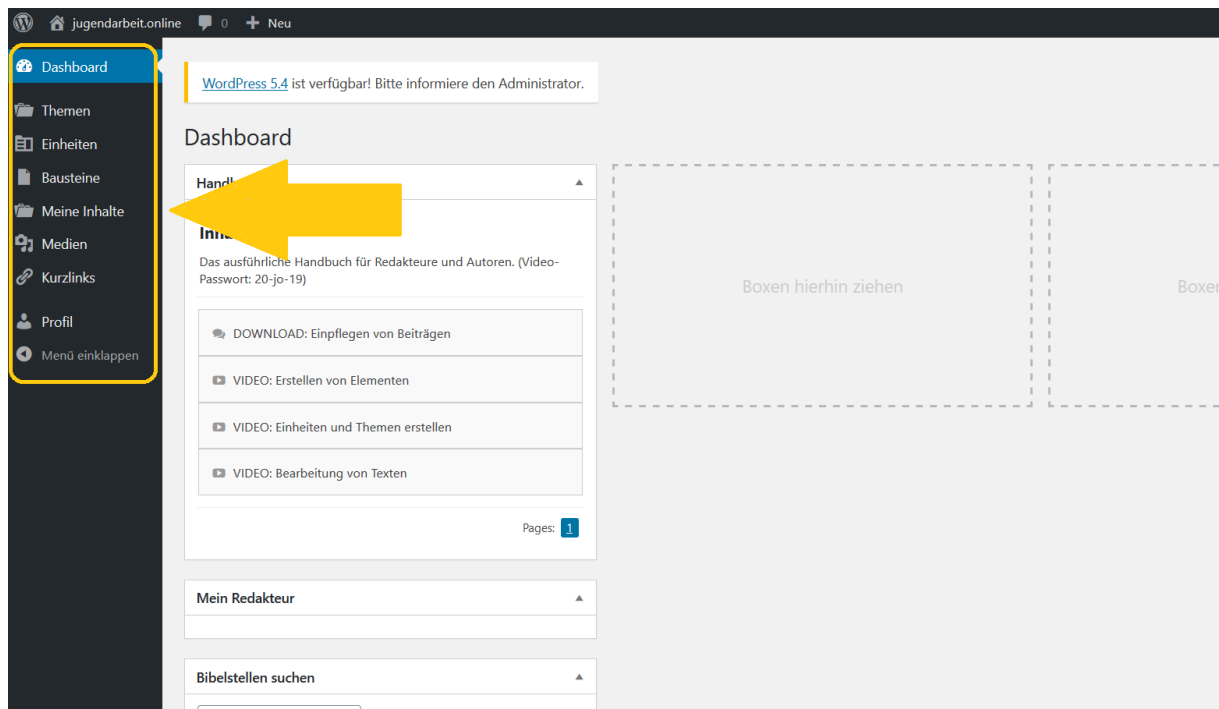 jugendarbeit.online 0 Neu
Dashboard
Themen
Einheiten
Bausteine
Meine Inhalte
Medien
Kurzlinks
Profil
Menü einklappen
WordPress 5.4 ist verfügbar! Bitte informiere den Administrator.
Dashboard
Das ausführliche Handbuch für Redakteure und Autoren. (Video-
Passwort: 20-jo-19)
DOWNLOAD: Einpflegen von Beiträgen
VIDEO: Erstellen von Elementen
VIDEO: Einheiten und Themen erstellen
VIDEO: Bearbeitung von Texten
Pages: 1
Mein Redakteur
Bibelstellen suchen
Boxen hierhin ziehen
Boxen